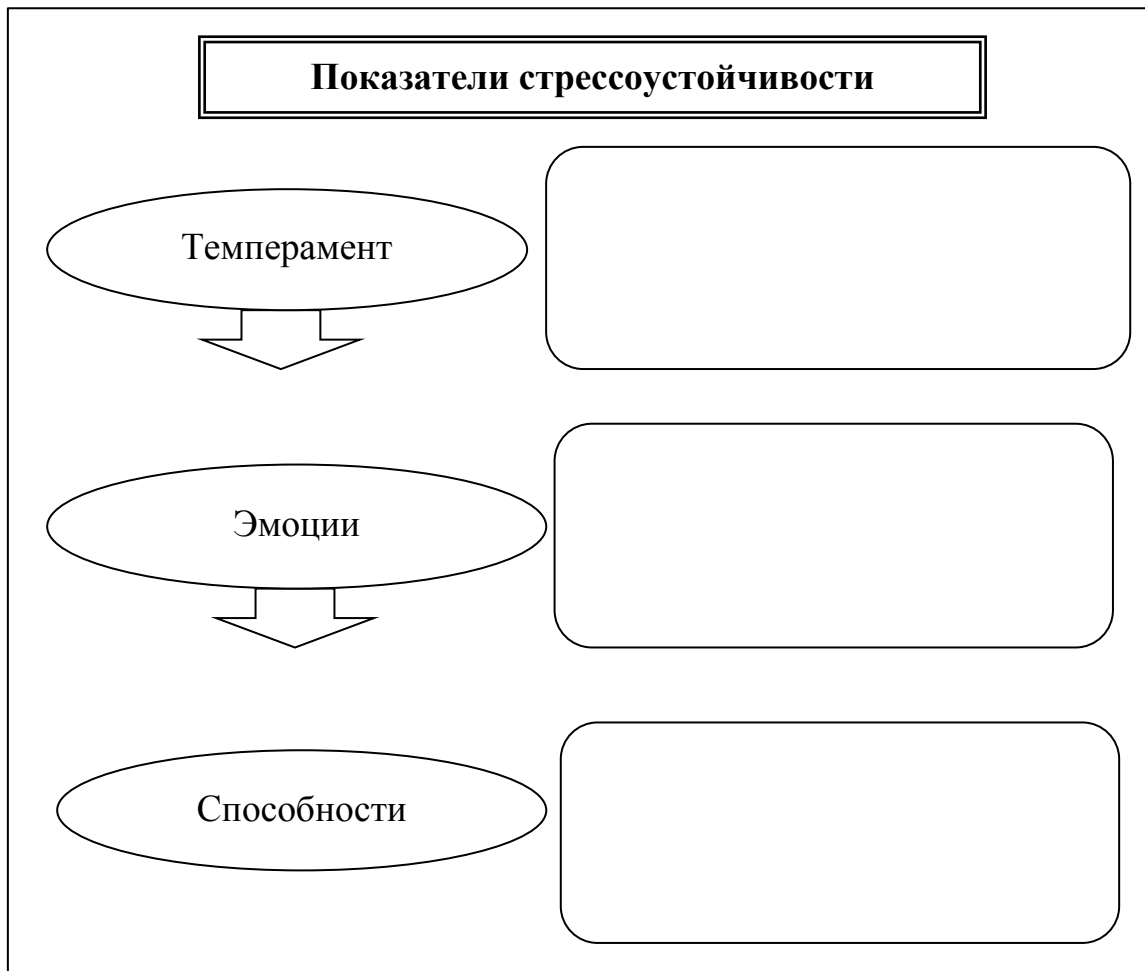 Показатели стрессоустойчивости
Темперамент
Эмоции
Способности